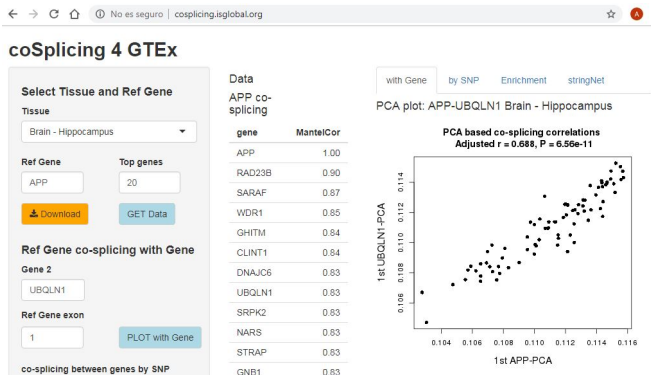 No es seguro | cosplicing.isglobal.org
coSplicing 4 GTEx
Select Tissue and Ref Gene
Tissue
Brain - Hippocampus
Ref Gene Top genes
APP 20
Download GET Data
Ref Gene co-splicing with Gene
Gene 2
UBQLN1
Ref Gene exon
1 PLOT with Gene
co-splicing between genes by SNP
Data
APP co-
splicing
gene MantelCor
APP 1.00
RAD23B 0.90
SARAF 0.87
WDR1 0.85
GHITM 0.84
CLINT1 0.84
DNAJC6 0.83
UBQLN1 0.83
SRPK2 0.83
NARS 0.83
STRAP 0.83
GNB1 0.83
with Gene by SNP Enrichment stringNet
PCA plot: APP-UBQLN1 Brain - Hippocampus
PCA based co-splicing correlations
Adjusted r = 0.688, P = 6.56e-11
1st UBQLN1-PCA
0.106 0.108 0.110 0.112 0.114
0.104 0.106 0.108 0.110 0.112 0.114 0.116
1st APP-PCA